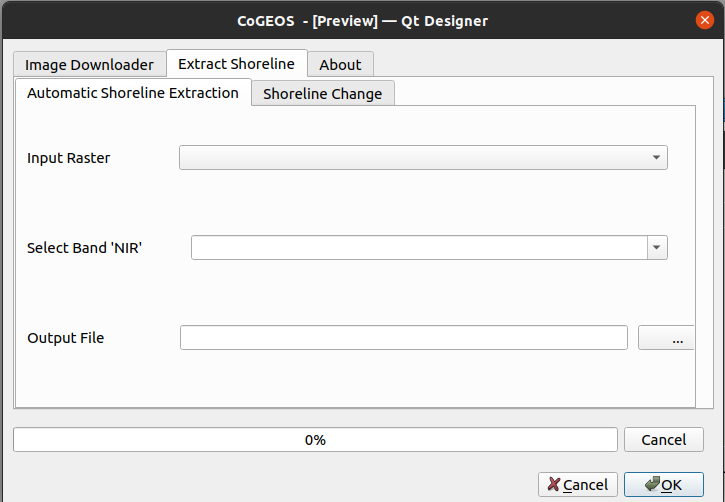 CoGEOS - [Preview] — Qt Designer
Image Downloader Extract Shoreline About
Automatic Shoreline Extraction Shoreline Change
Input Raster
Select Band 'NIR'
Output File ...
0% Cancel
Cancel OK